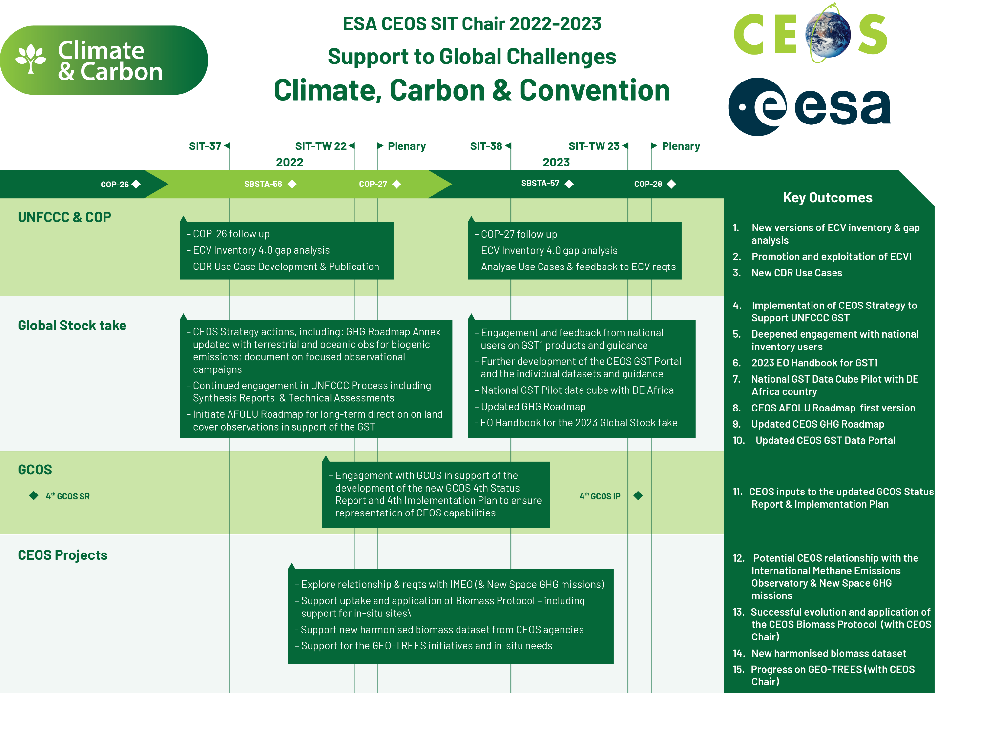 Climate
& Carbon
ESA CEOS SIT Chair 2022-2023
Support to Global Challenges
Climate, Carbon & Convention
CEOS
esa
SIT-37
SIT-TW 22
Plenary
SIT-38
SIT-TW 23
Plenary
2022
2023
COP-26
SBSTA-56
COP-27
SBSTA-57
COP-28
UNFCCC & COP
– COP-26 follow up
– ECV Inventory 4.0 gap analysis
– CDR Use Case Development & Publication
– COP-27 follow up
– ECV Inventory 4.0 gap analysis
– Analyse Use Cases & feedback to ECV reqts
Global Stock take
– CEOS Strategy actions, including: GHG Roadmap Annex
updated with terrestrial and oceanic obs for biogenic
emissions; document on focused observational
campaigns
– Continued engagement in UNFCCC Process including
Synthesis Reports & Technical Assessments
– Initiate AFOLU Roadmap for long-term direction on land
cover observations in support of the GST
– Engagement and feedback from national
users on GST1 products and guidance
– Further development of the CEOS GST Portal
and the individual datasets and guidance
– National GST Pilot data cube with DE Africa
– Updated GHG Roadmap
– EO Handbook for the 2023 Global Stock take
GCOS
4th GCOS SR
– Engagement with GCOS in support of the
development of the new GCOS 4th Status
Report and 4th Implementation Plan to ensure
representation of CEOS capabilities
4th GCOS IP
CEOS Projects
– Explore relationship & reqts with IMEO (& New Space GHG missions)
– Support uptake and application of Biomass Protocol – including
support for in-situ sites\
– Support new harmonised biomass dataset from CEOS agencies
– Support for the GEO-TREES initiatives and in-situ needs
Key Outcomes
1. New versions of ECV inventory & gap
analysis
2. Promotion and exploitation of ECVI
3. New CDR Use Cases
4. Implementation of CEOS Strategy to
Support UNFCCC GST
5. Deepened engagement with national
inventory users
6. 2023 EO Handbook for GST1
7. National GST Data Cube Pilot with DE
Africa country
8. CEOS AFOLU Roadmap first version
9. Updated CEOS GHG Roadmap
10. Updated CEOS GST Data Portal
11. CEOS inputs to the updated GCOS Status
Report & Implementation Plan
12. Potential CEOS relationship with the
International Methane Emissions
Observatory & New Space GHG
missions
13. Successful evolution and application of
the CEOS Biomass Protocol (with CEOS
Chair)
14. New harmonised biomass dataset
15. Progress on GEO-TREES (with CEOS
Chair)